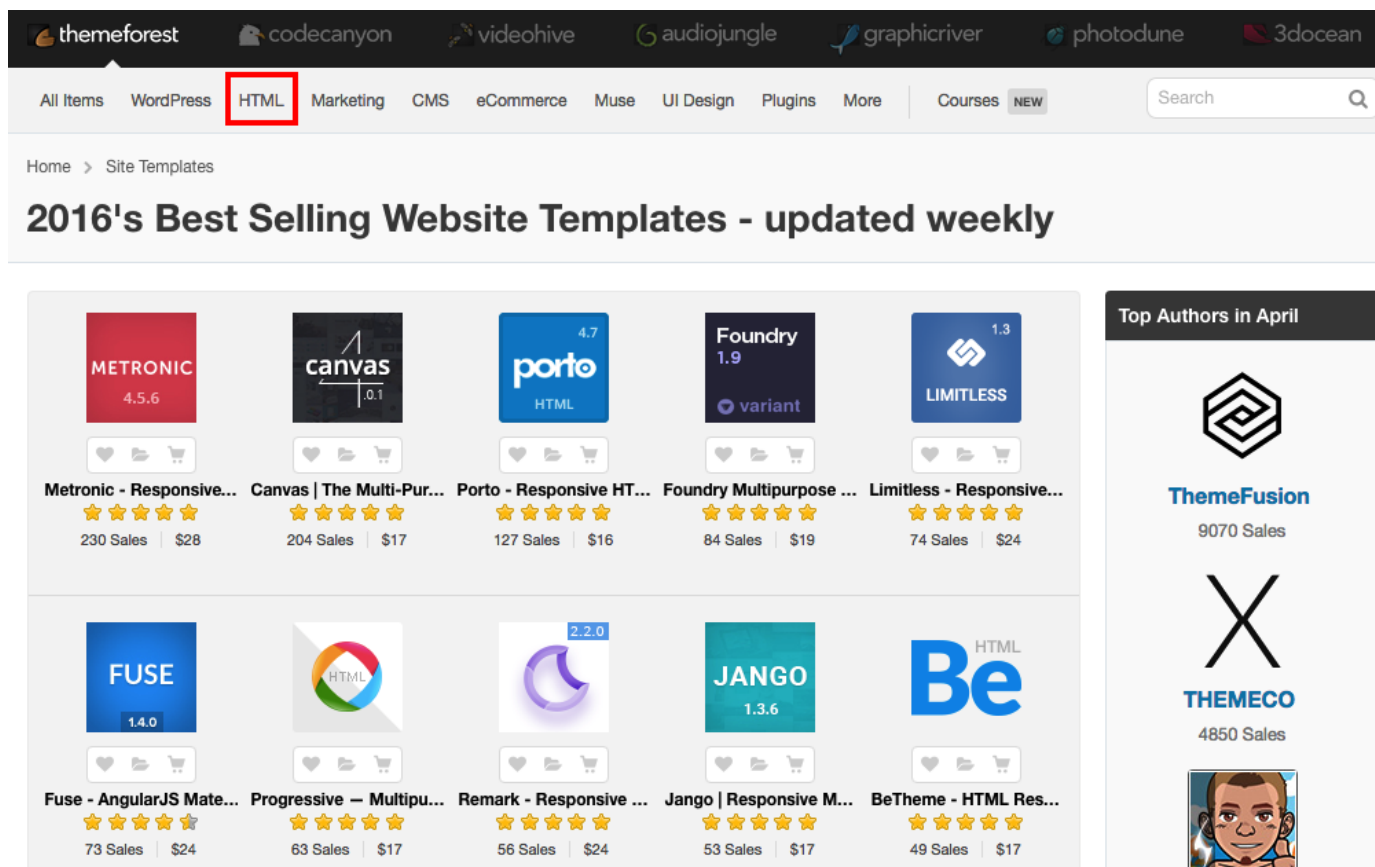 themeforest codecanyon videohive audiojungle graphicriver photodune 3docean
All Items WordPress HTML Marketing CMS eCommerce Muse UI Design Plugins More Courses NEW Search
Home > Site Templates
2016's Best Selling Website Templates - updated weekly
METRONIC
4.5.6
canvas
.0.1
4.7
porto
HTML
Foundry
1.9
variant
1.3
LIMITLESS
Metronic - Responsive... Canvas | The Multi-Pur... Porto - Responsive HT... Foundry Multipurpose ... Limitless - Responsive...
230 Sales $28 204 Sales $17 127 Sales $16 84 Sales $19 74 Sales $24
FUSE
1.4.0
HTML
2.2.0
JANGO
1.3.6
HTML
Be
Fuse - AngularJS Mate... Progressive — Multipu... Remark - Responsive ... Jango | Responsive M... BeTheme - HTML Res...
73 Sales $24 63 Sales $17 56 Sales $24 53 Sales $17 49 Sales $17
Top Authors in April
ThemeFusion
9070 Sales
X
THEMECO
4850 Sales